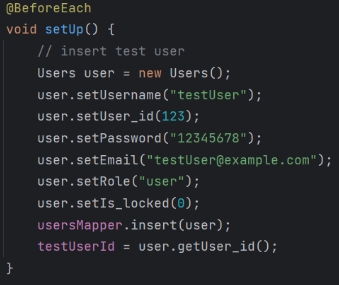 @BeforeEach
void setUp() {
    // insert test user
    Users user = new Users();
    user.setUsername("testUser");
    user.setUser_id(123);
    user.setPassword("12345678");
    user.setEmail("testUser@example.com");
    user.setRole("user");
    user.setIs_locked(0);
    usersMapper.insert(user);
    testUserId = user.getUser_id();
}